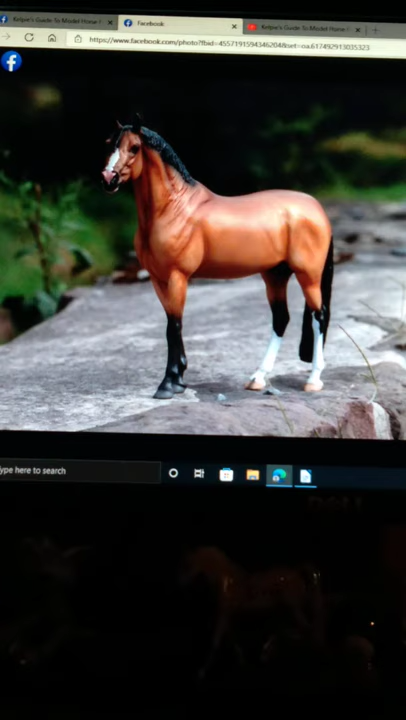 Kelpie's Guide To Model Horse
Facebook
Kelpie's Guide To Model Horse
https://www.facebook.com/photo?fbid=4557191594346204&set=oa.617492913035323
ype here to search